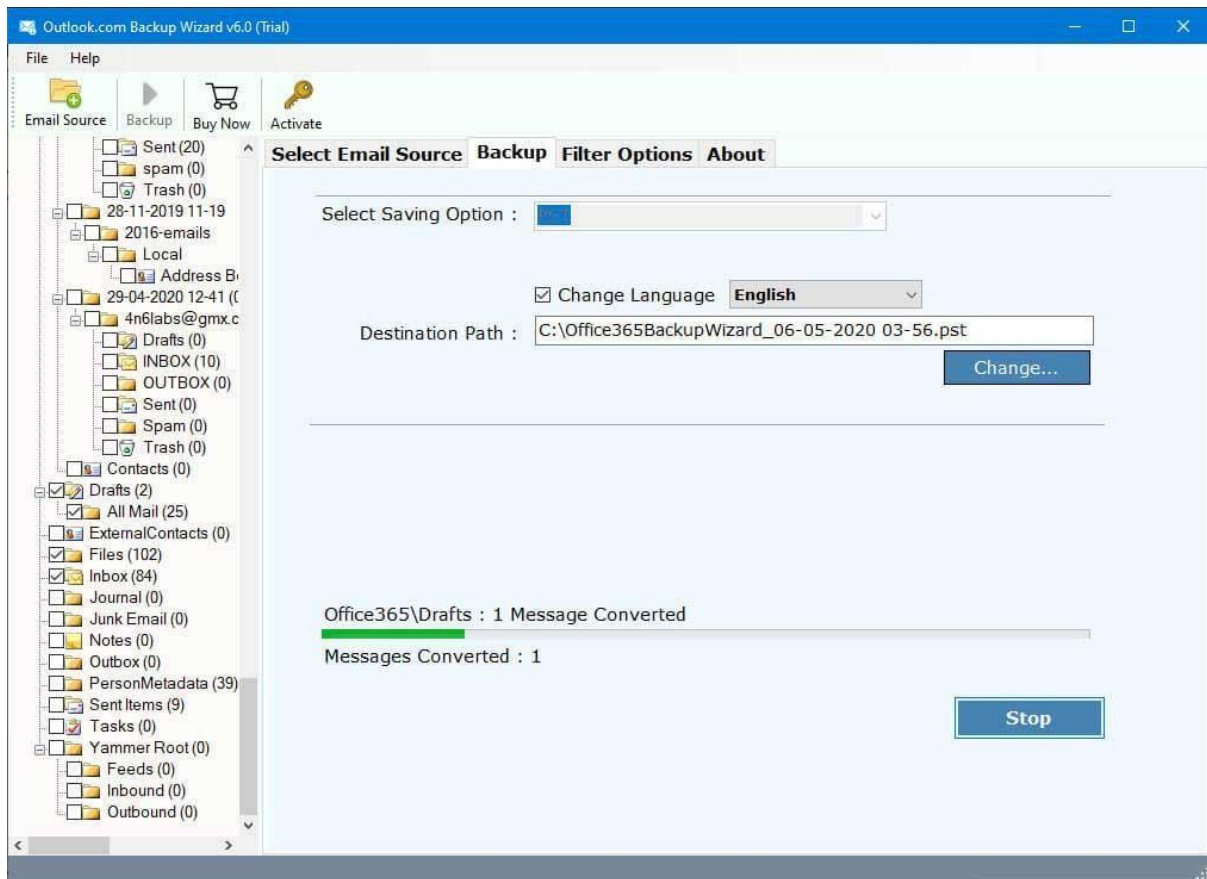 Outlook.com Backup Wizard v6.0 (Trial)
File Help
Email Source Backup Buy Now Activate
Sent (20)
spam (0)
Trash (0)
28-11-2019 11-19
2016-emails
Local
Address B
29-04-2020 12-41 (
4n6labs@gmx.c
Drafts (0)
INBOX (10)
OUTBOX (0)
Sent (0)
Spam (0)
Trash (0)
Contacts (0)
Drafts (2)
All Mail (25)
ExternalContacts (0)
Files (102)
Inbox (84)
Journal (0)
Junk Email (0)
Notes (0)
Outbox (0)
PersonMetadata (39)
Sent Items (9)
Tasks (0)
Yammer Root (0)
Feeds (0)
Inbound (0)
Outbound (0)
Select Email Source Backup Filter Options About
Select Saving Option :
Change Language English
Destination Path : C:\Office365BackupWizard_06-05-2020 03-56.pst
Change...
Office365\Drafts : 1 Message Converted
Messages Converted : 1
Stop